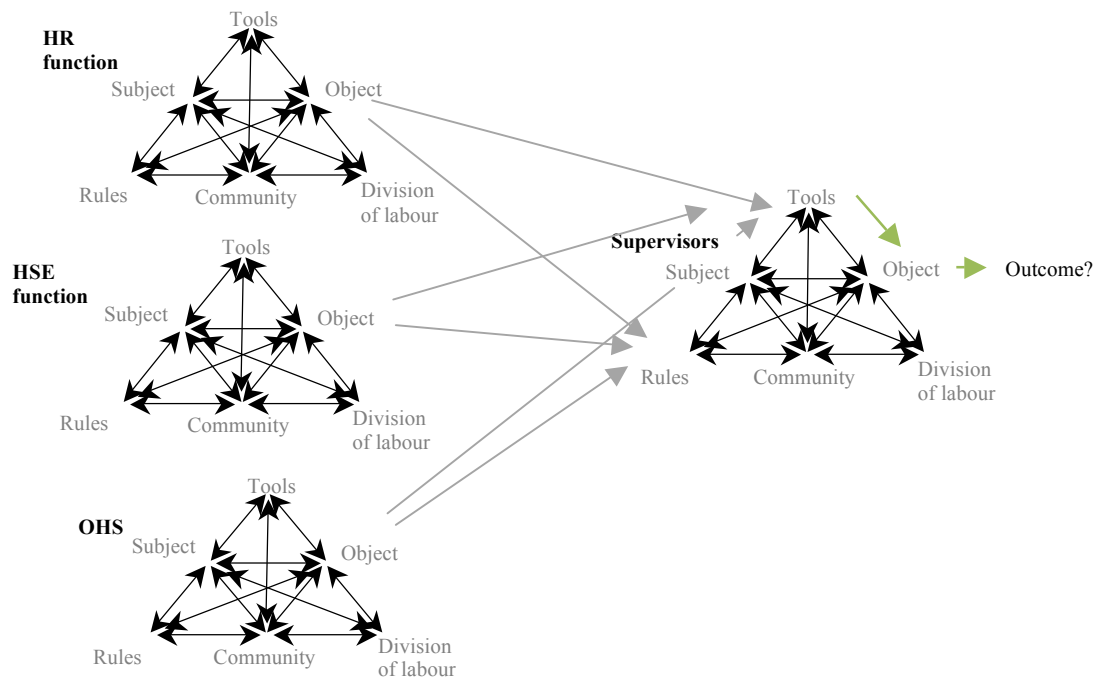 Tools
HR
function
Subject
Object
Rules
Community
Division
of labour
Tools
HSE
function
Subject
Object
Rules
Community
Division
of labour
Tools
OHS
Subject
Object
Rules
Community
Division
of labour
Tools
Supervisors
Subject
Object
Outcome?
Rules
Community
Division
of labour